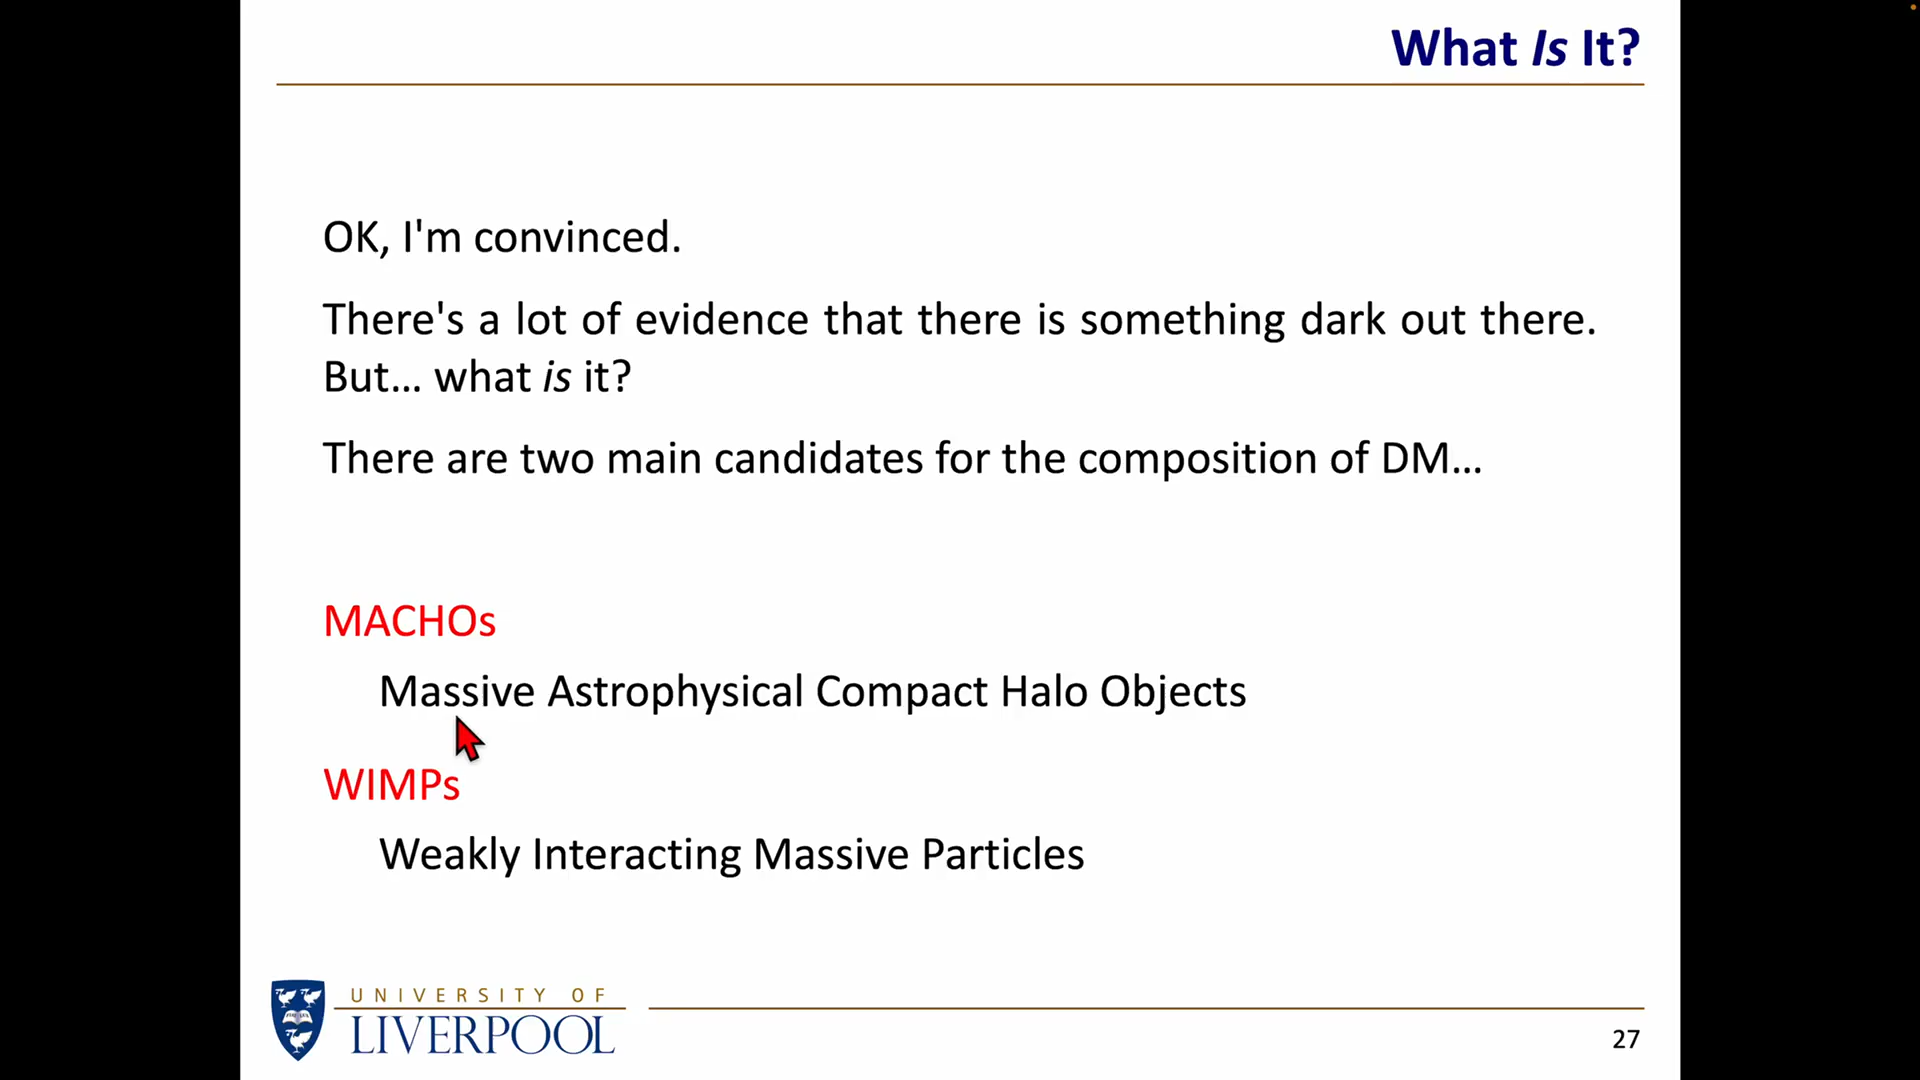 What Is It?
OK, I'm convinced.
There's a lot of evidence that there is something dark out there.
But... what is it?
There are two main candidates for the composition of DM...
MACHOs
Massive Astrophysical Compact Halo Objects
WIMPs
Weakly Interacting Massive Particles
UNIVERSITY OF
LIVERPOOL
27